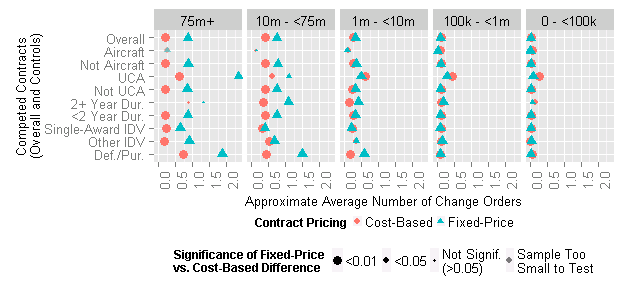 75m+ 10m - <75m 1m - <10m 100k - <1m 0 - <100k
Competed Contracts
(Overall and Controls)
Overall
Aircraft
Not Aircraft
UCA
Not UCA
2+ Year Dur.
<2 Year Dur.
Single-Award IDV
Other IDV
Def./Pur.
0.0 0.5 1.0 1.5 2.0 0.0 0.5 1.0 1.5 2.0 0.0 0.5 1.0 1.5 2.0 0.0 0.5 1.0 1.5 2.0 0.0 0.5 1.0 1.5 2.0
Approximate Average Number of Change Orders
Contract Pricing Cost-Based Fixed-Price
Significance of Fixed-Price
vs. Cost-Based Difference
<0.01 <0.05
Not Signif.
(>0.05)
Sample Too
Small to Test